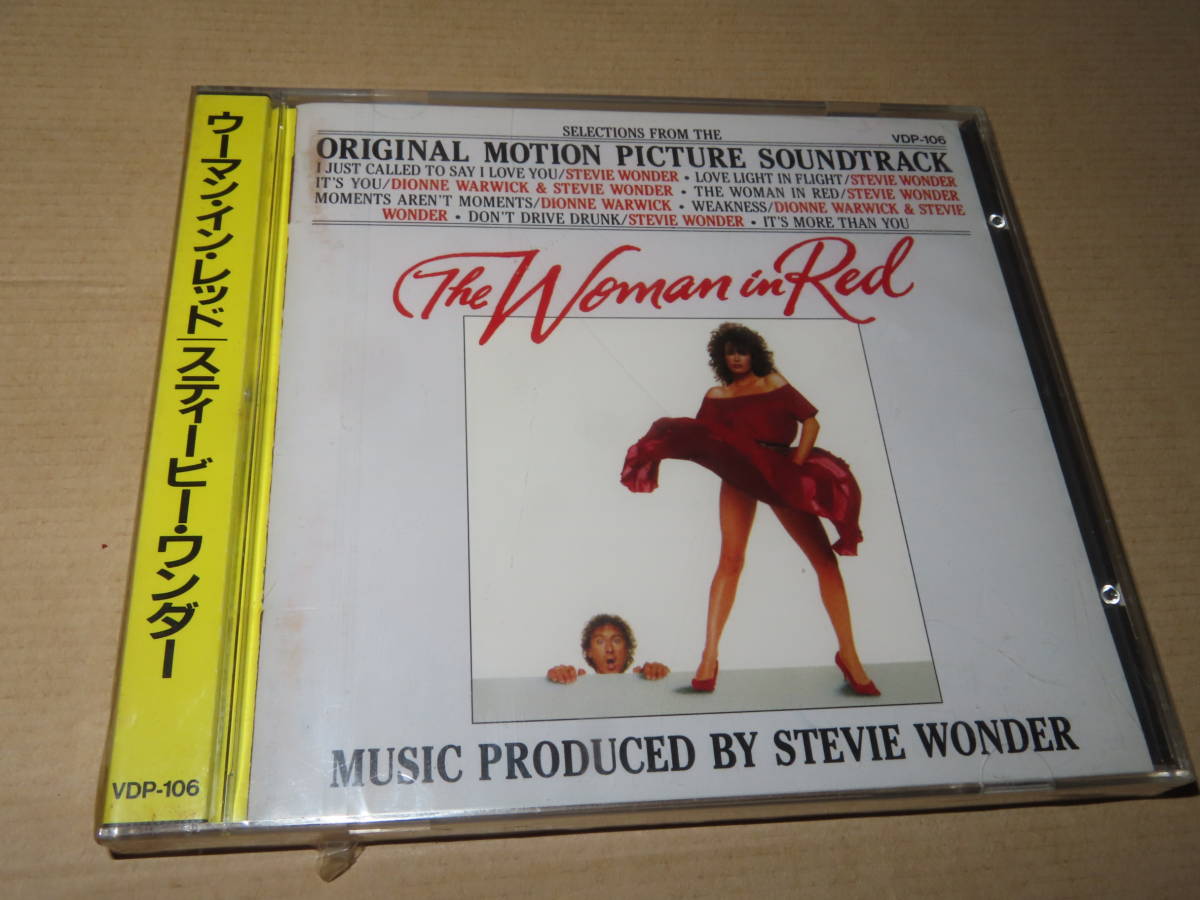 ウーマン・イン・レッド|スティービー・ワンダー
VDP-106
SELECTIONS FROM THE
VDP-106
ORIGINAL MOTION PICTURE SOUNDTRACK
I JUST CALLED TO SAY I LOVE YOU/STEVIE WONDER • LOVE LIGHT IN FLIGHT/STEVIE WONDER
IT'S YOU/DIONNE WARWICK & STEVIE WONDER • THE WOMAN IN RED/STEVIE WONDER
MOMENTS AREN'T MOMENTS/DIONNE WARWICK • WEAKNESS/DIONNE WARWICK & STEVIE
WONDER • DON'T DRIVE DRUNK/STEVIE WONDER • IT'S MORE THAN YOU
The Woman in Red
MUSIC PRODUCED BY STEVIE WONDER